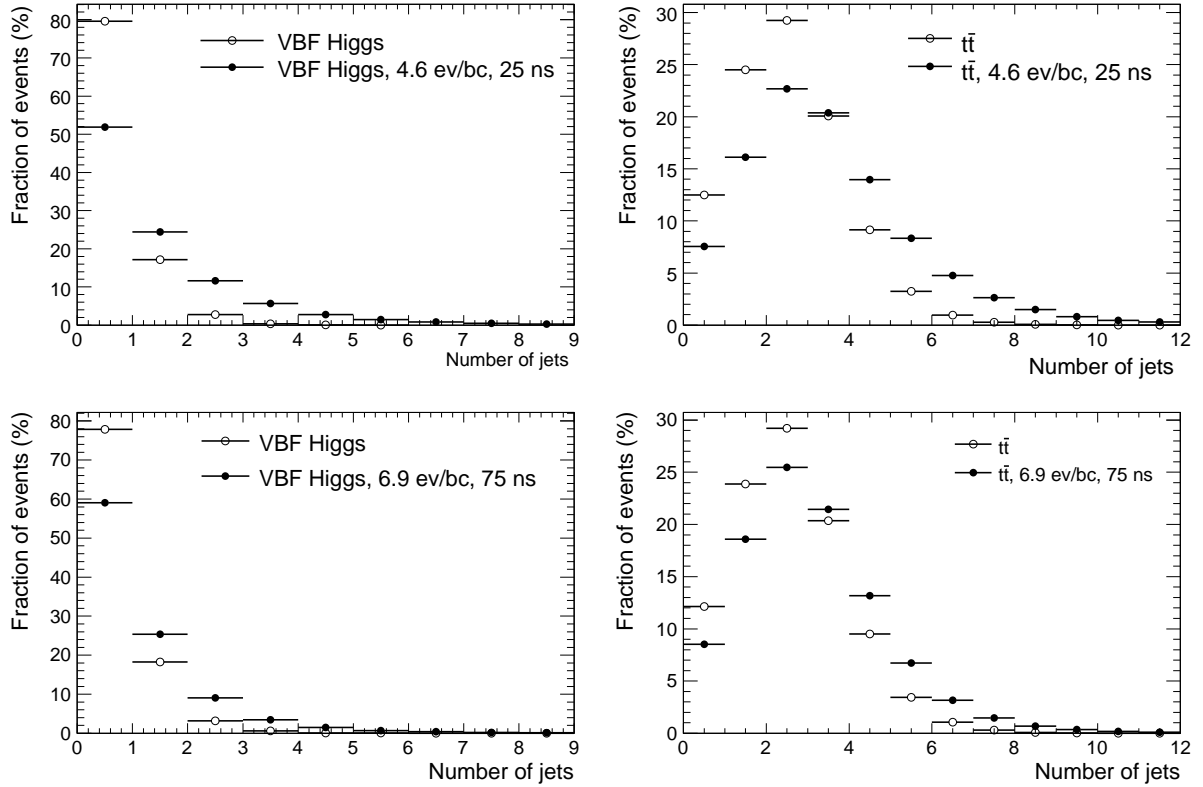 Fraction of events (%)
80
70
60
50
40
30
20
10
0
VBF Higgs
VBF Higgs, 4.6 ev/bc, 25 ns
0 1 2 3 4 5 6 7 8 9
Number of jets
Fraction of events (%)
30
25
20
15
10
5
0
tt̄
tt̄, 4.6 ev/bc, 25 ns
0 2 4 6 8 10 12
Number of jets
Fraction of events (%)
80
70
60
50
40
30
20
10
0
VBF Higgs
VBF Higgs, 6.9 ev/bc, 75 ns
0 1 2 3 4 5 6 7 8 9
Number of jets
Fraction of events (%)
30
25
20
15
10
5
0
tt̄
tt̄, 6.9 ev/bc, 75 ns
0 2 4 6 8 10 12
Number of jets